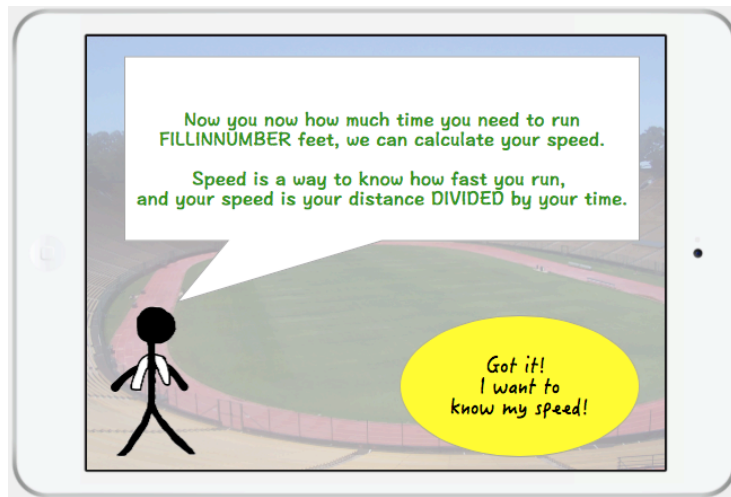 Now you now how much time you need to run
FILLINNUMBER feet, we can calculate your speed.
Speed is a way to know how fast you run,
and your speed is your distance DIVIDED by your time.
Got it!
I want to
know my speed!